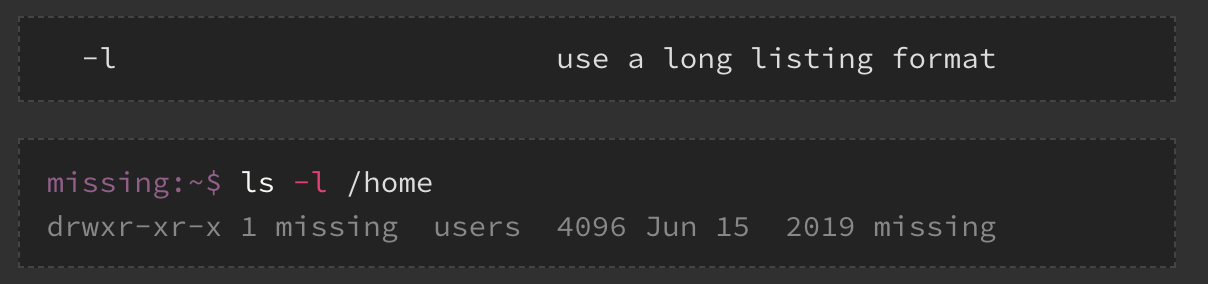 -l                         use a long listing format
missing:~$ ls -l /home
drwxr-xr-x 1 missing  users  4096 Jun 15  2019 missing